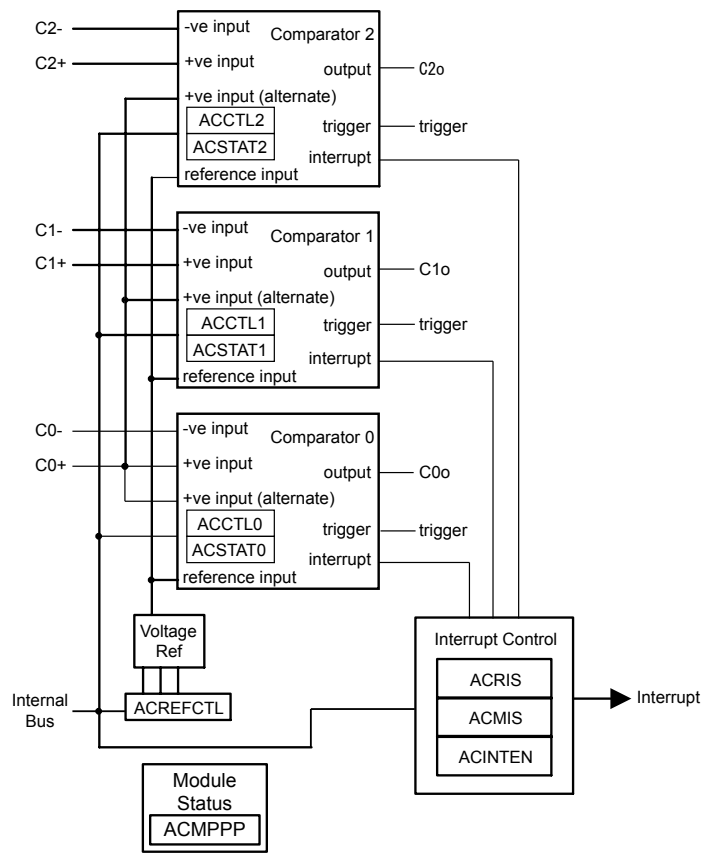 C2-
-ve input
Comparator 2
C2+
+ve input
output
C2o
+ve input (alternate)
ACCTL2
trigger
trigger
ACSTAT2
interrupt
reference input
C1-
-ve input
Comparator 1
C1+
+ve input
output
C1o
+ve input (alternate)
ACCTL1
trigger
trigger
ACSTAT1
interrupt
reference input
C0-
-ve input
Comparator 0
C0+
+ve input
output
C0o
+ve input (alternate)
ACCTL0
trigger
trigger
ACSTAT0
interrupt
reference input
Voltage
Ref
Interrupt Control
ACRIS
Internal
Bus
ACREFCTL
Interrupt
ACMIS
ACINTEN
Module
Status
ACMPPP